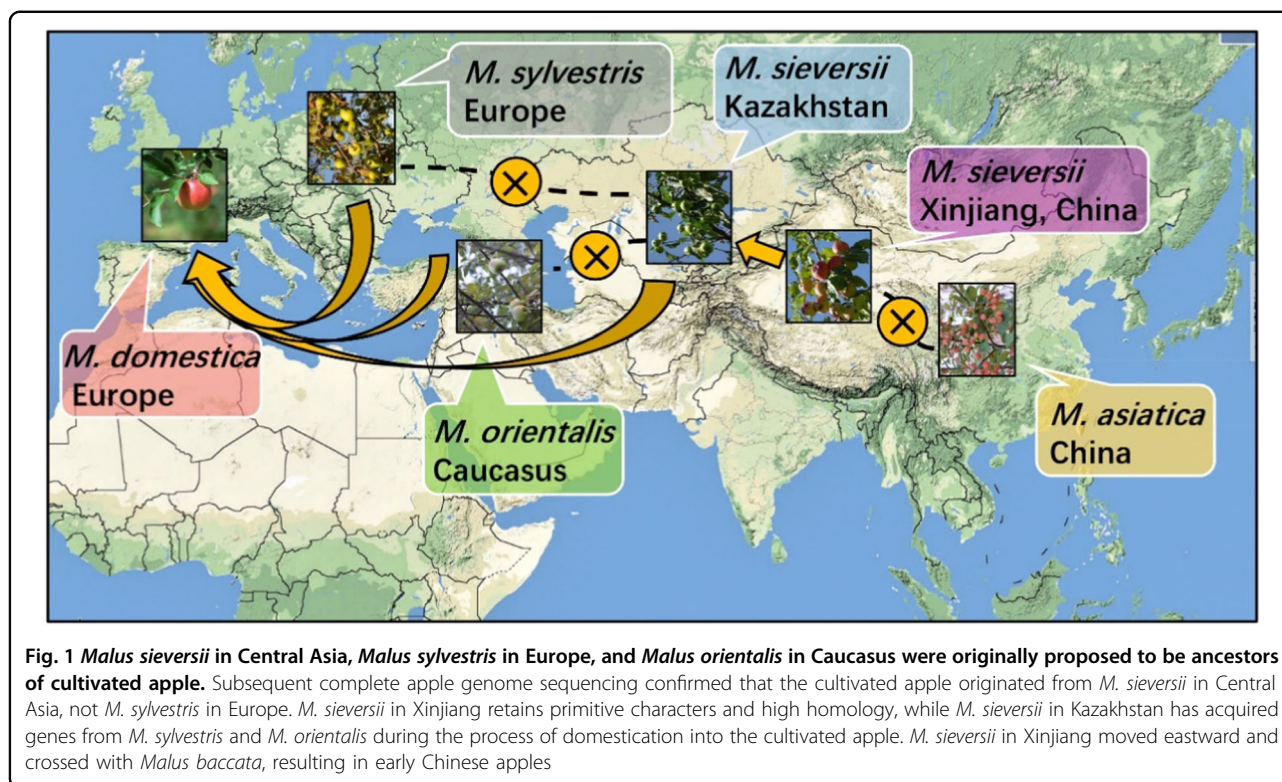 M. sylvestris
Europe
M. sieversii
Kazakhstan
M. sieversii
Xinjiang, China
M. domestica
Europe
M. orientalis
Caucasus
M. asiatica
China
Fig. 1 Malus sieversii in Central Asia, Malus sylvestris in Europe, and Malus orientalis in Caucasus were originally proposed to be ancestors
of cultivated apple. Subsequent complete apple genome sequencing confirmed that the cultivated apple originated from M. sieversii in Central
Asia, not M. sylvestris in Europe. M. sieversii in Xinjiang retains primitive characters and high homology, while M. sieversii in Kazakhstan has acquired
genes from M. sylvestris and M. orientalis during the process of domestication into the cultivated apple. M. sieversii in Xinjiang moved eastward and
crossed with Malus baccata, resulting in early Chinese apples